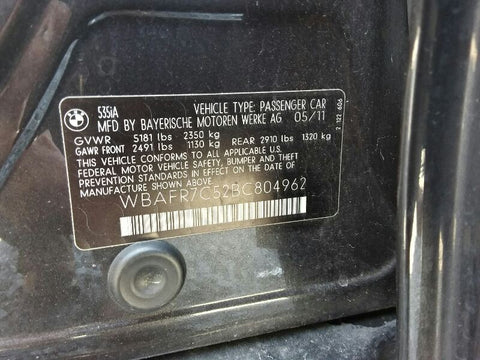 BMW
535iA VEHICLE TYPE: PASSENGER CAR
MFD BY BAYERISCHE MOTOREN WERKE AG 05/11
GVWR 5181 lbs 2350 kg
GAWR FRONT 2491 lbs 1130 kg REAR 2910 lbs 1320 kg
THIS VEHICLE CONFORMS TO ALL APPLICABLE
FEDERAL MOTOR VEHICLE SAFETY, BUMPER,
AND THEFT PREVENTION STANDARDS
IN EFFECT ON THE DATE OF
MANUFACTURE SHOWN ABOVE.
WBAFR7C52BC804962